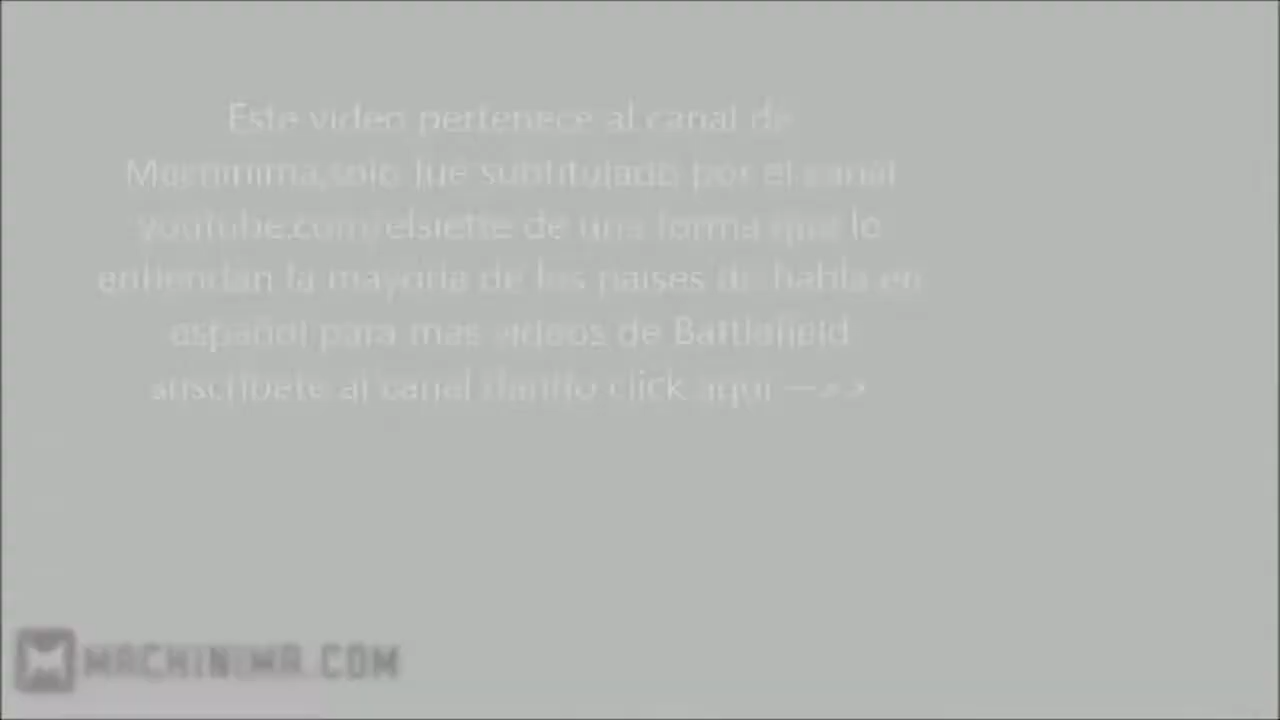 Este video pertenece al canal de
Machinima,solo fue subtitulado por el canal
youtube.com/elsiette de una forma que lo
entiendan la mayoria de los paises de habla en
español para mas videos de Battlefield
suscribete al canal dando click aqui --->>
MACHINIMA.COM